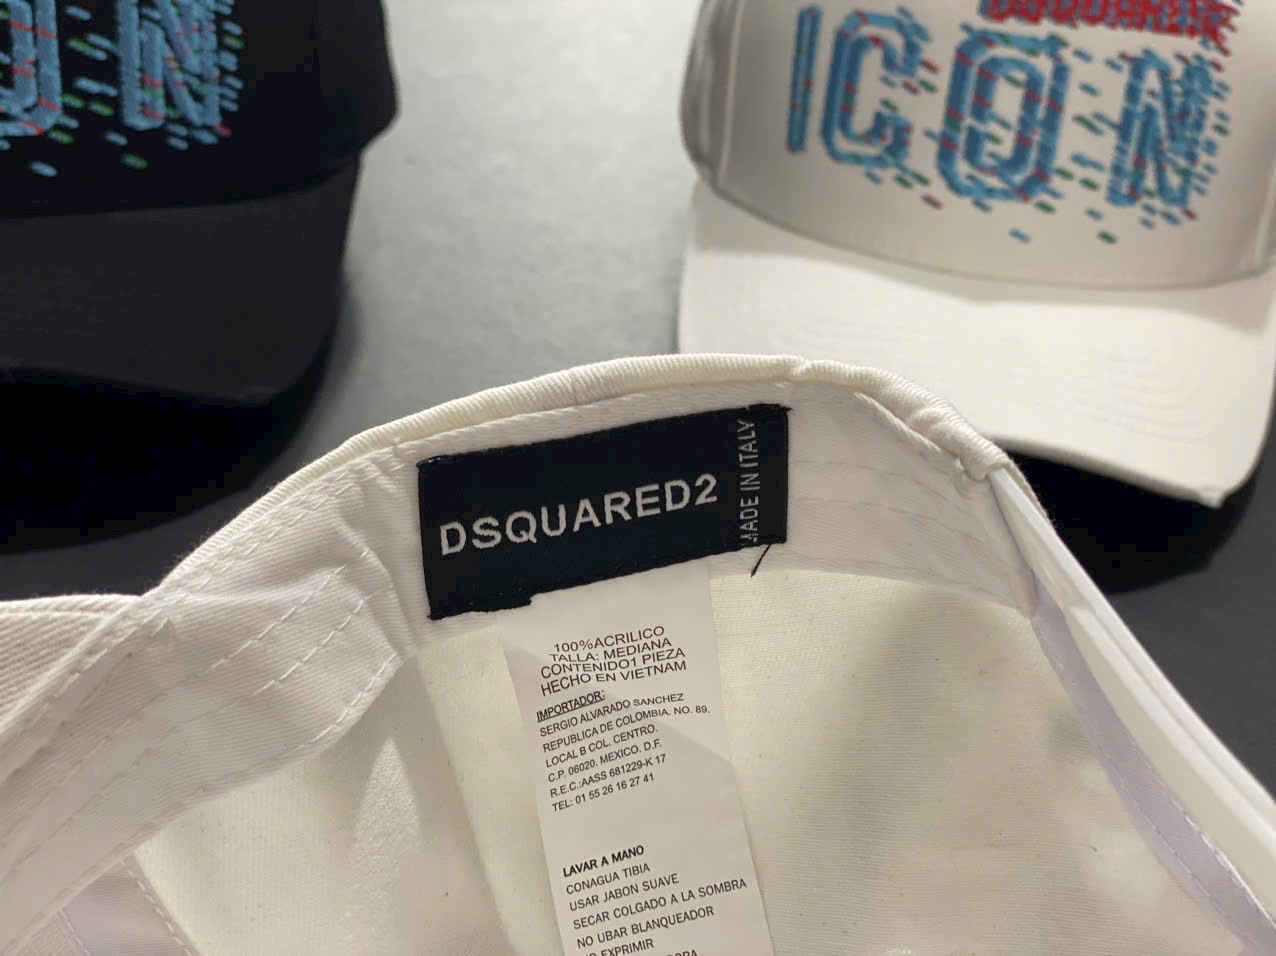 ICON
DSQUARED2
MADE IN ITALY
100%ACRILICO
TALLA: MEDIANA
CONTENIDO1 PIEZA
HECHO EN VIETNAM
IMPORTADOR:
SERGIO ALVARADO SANCHEZ
REPUBLICA DE COLOMBIA. NO. 89.
LOCAL B COL. CENTRO.
C.P. 06020. MEXICO. D.F.
R.E.C.:AASS 681229-K 17
TEL: 01 55 26 16 27 41
LAVAR A MANO
CONAGUA TIBIA
USAR JABON SUAVE
SECAR COLGADO A LA SOMBRA
NO UBAR BLANQUEADOR
EXPRIMIR